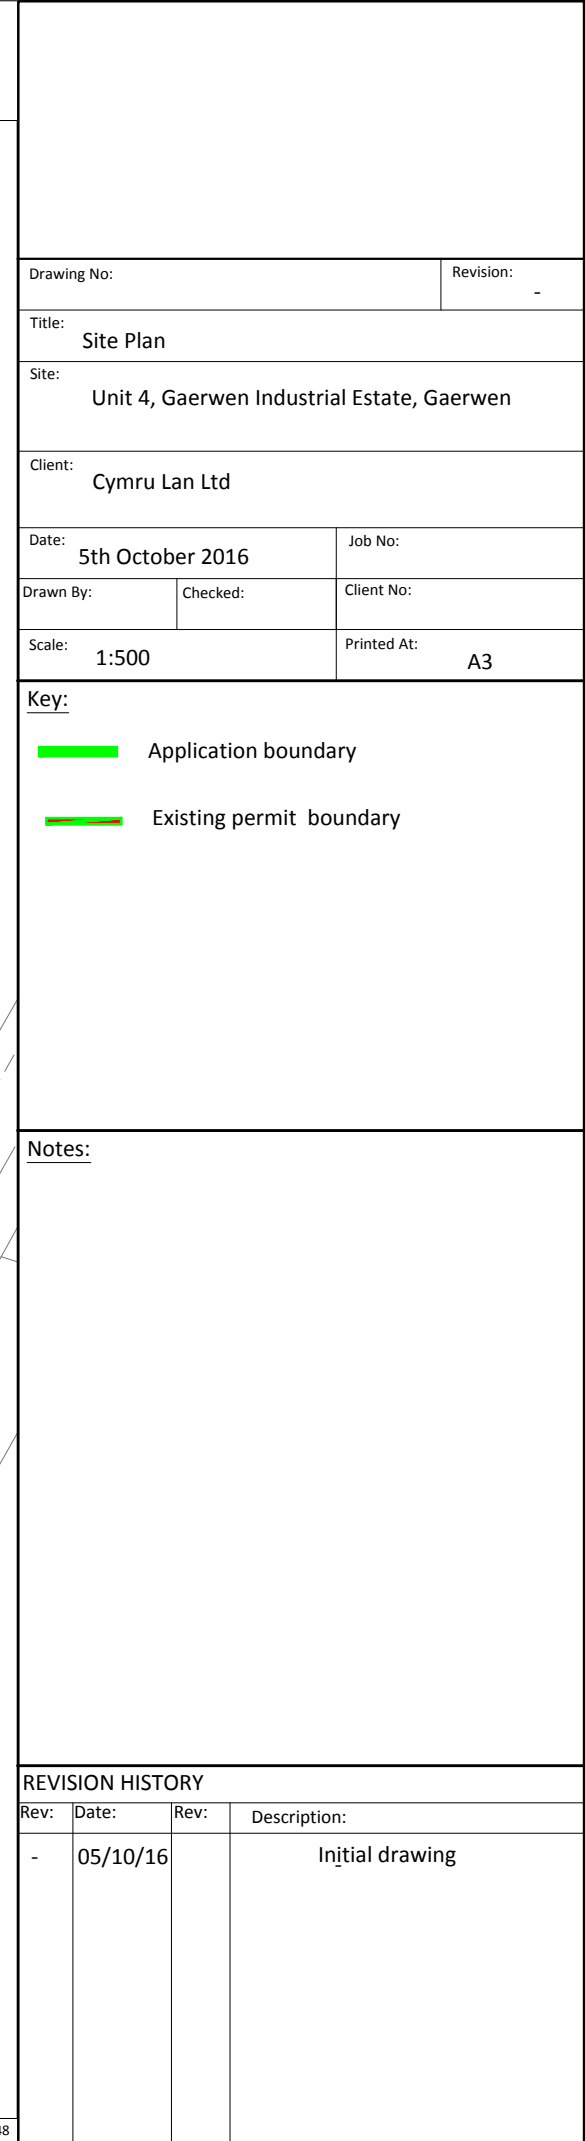 Drawing No:
Revision:
-
Title:
Site Plan
Site:
Unit 4, Gaerwen Industrial Estate, Gaerwen
Client:
Cymru Lan Ltd
Date:
5th October 2016
Job No:
Drawn By:
Checked:
Client No:
Scale:
1:500
Printed At:
A3
Key:
Application boundary
Existing permit boundary
Notes:
REVISION HISTORY
Rev: Date: Rev: Description:
- 05/10/16 Initial drawing
48